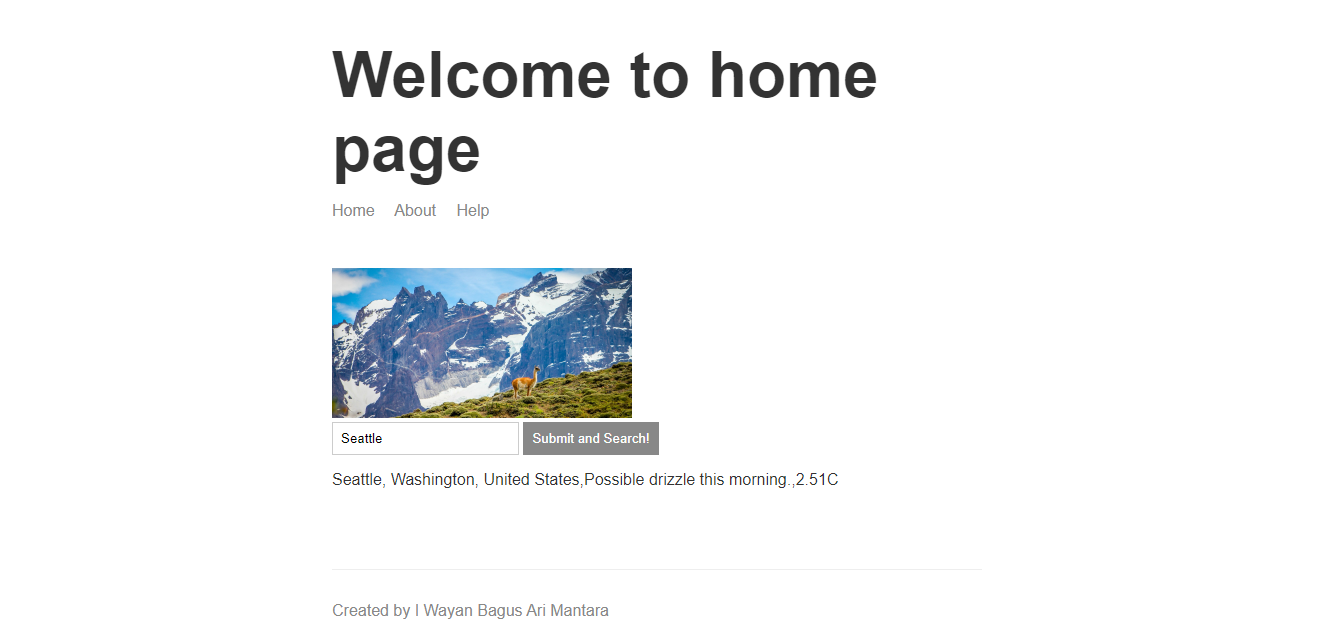 Welcome to home
page
Home About Help
Seattle Submit and Search!
Seattle, Washington, United States,Possible drizzle this morning.,2.51C
Created by I Wayan Bagus Ari Mantara